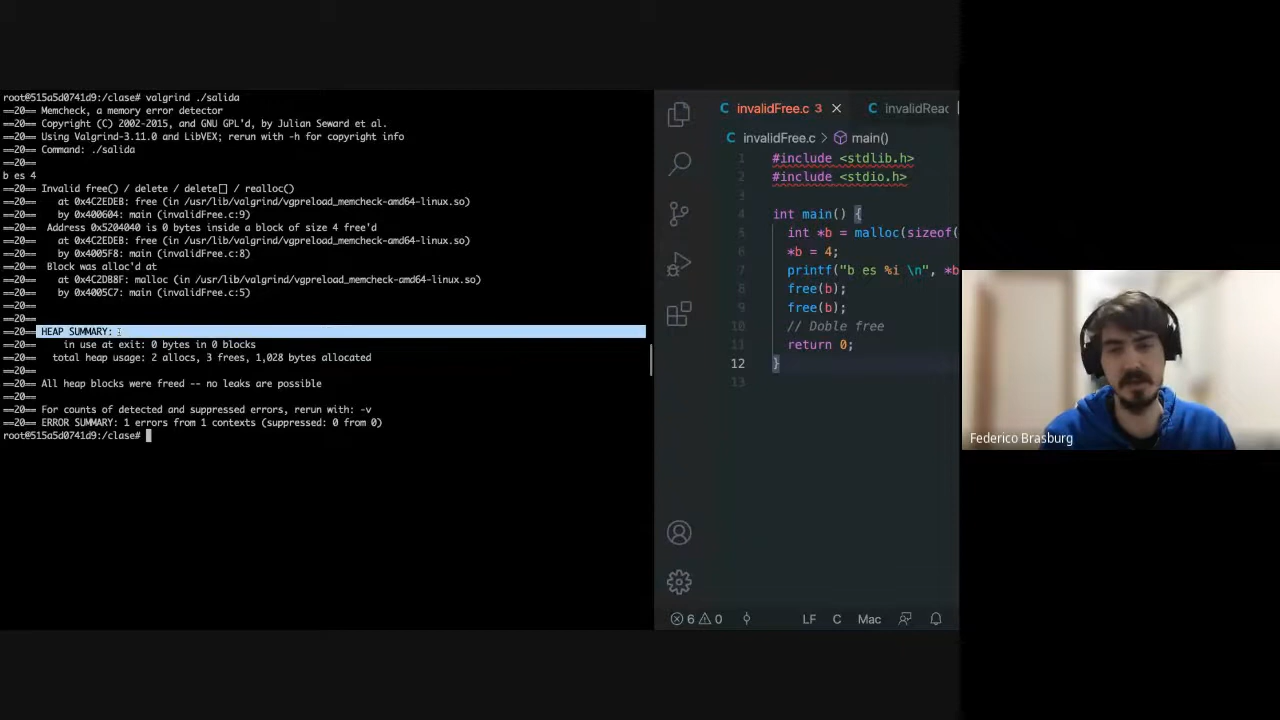 root@515a5d0741d9:/clase# valgrind ./salida
==20== Memcheck, a memory error detector
==20== Copyright (C) 2002-2015, and GNU GPL'd, by Julian Seward et al.
==20== Using Valgrind-3.11.0 and LibVEX; rerun with -h for copyright info
==20== Command: ./salida
==20==
b es 4
==20== Invalid free() / delete / delete[] / realloc()
==20==    at 0x4C2EDEB: free (in /usr/lib/valgrind/vgpreload_memcheck-amd64-linux.so)
==20==    by 0x400604: main (invalidFree.c:9)
==20==  Address 0x5204040 is 0 bytes inside a block of size 4 free'd
==20==    at 0x4C2EDEB: free (in /usr/lib/valgrind/vgpreload_memcheck-amd64-linux.so)
==20==    by 0x4005F8: main (invalidFree.c:8)
==20==  Block was alloc'd at
==20==    at 0x4C2DB8F: malloc (in /usr/lib/valgrind/vgpreload_memcheck-amd64-linux.so)
==20==    by 0x4005C7: main (invalidFree.c:5)
==20==
==20==
==20== HEAP SUMMARY:
==20==     in use at exit: 0 bytes in 0 blocks
==20==   total heap usage: 2 allocs, 3 frees, 1,028 bytes allocated
==20==
==20== All heap blocks were freed -- no leaks are possible
==20==
==20== For counts of detected and suppressed errors, rerun with: -v
==20== ERROR SUMMARY: 1 errors from 1 contexts (suppressed: 0 from 0)
root@515a5d0741d9:/clase#
C invalidFree.c 3 C invalidReac
C invalidFree.c > main()
1 #include <stdlib.h>
2 #include <stdio.h>
3
4 int main() {
5   int *b = malloc(sizeof(
6   *b = 4;
7   printf("b es %i \n", *b
8   free(b);
9   free(b);
10   // Doble free
11   return 0;
12 }
13
6 0 LF C Mac
Federico Brasburg